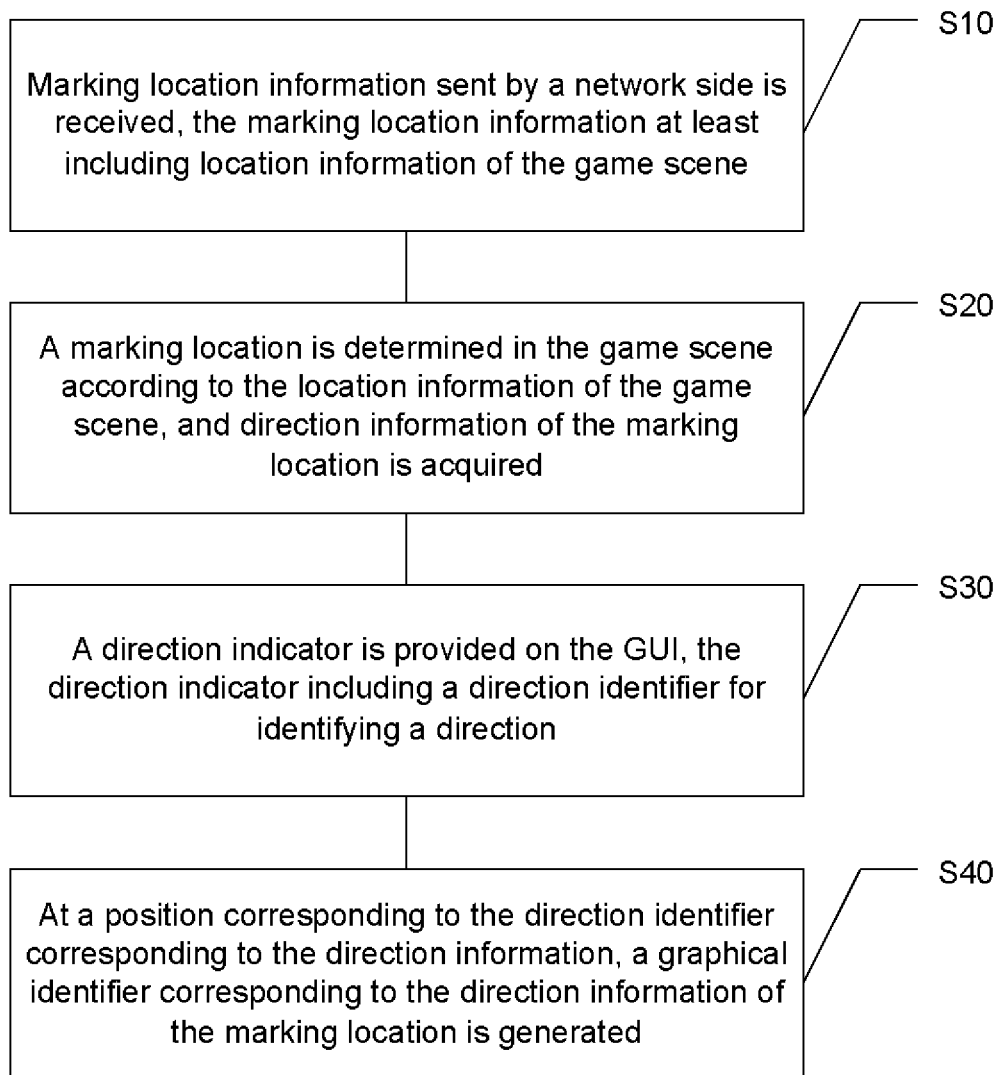 S10
Marking location information sent by a network side is
received, the marking location information at least
including location information of the game scene
S20
A marking location is determined in the game scene
according to the location information of the game
scene, and direction information of the marking
location is acquired
S30
A direction indicator is provided on the GUI, the
direction indicator including a direction identifier for
identifying a direction
S40
At a position corresponding to the direction identifier
corresponding to the direction information, a graphical
identifier corresponding to the direction information of
the marking location is generated